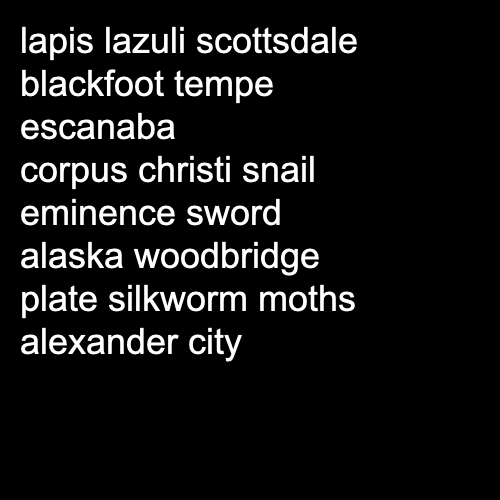 lapis lazuli scottsdale
blackfoot tempe
escanaba
corpus christi snail
eminence sword
alaska woodbridge
plate silkworm moths
alexander city